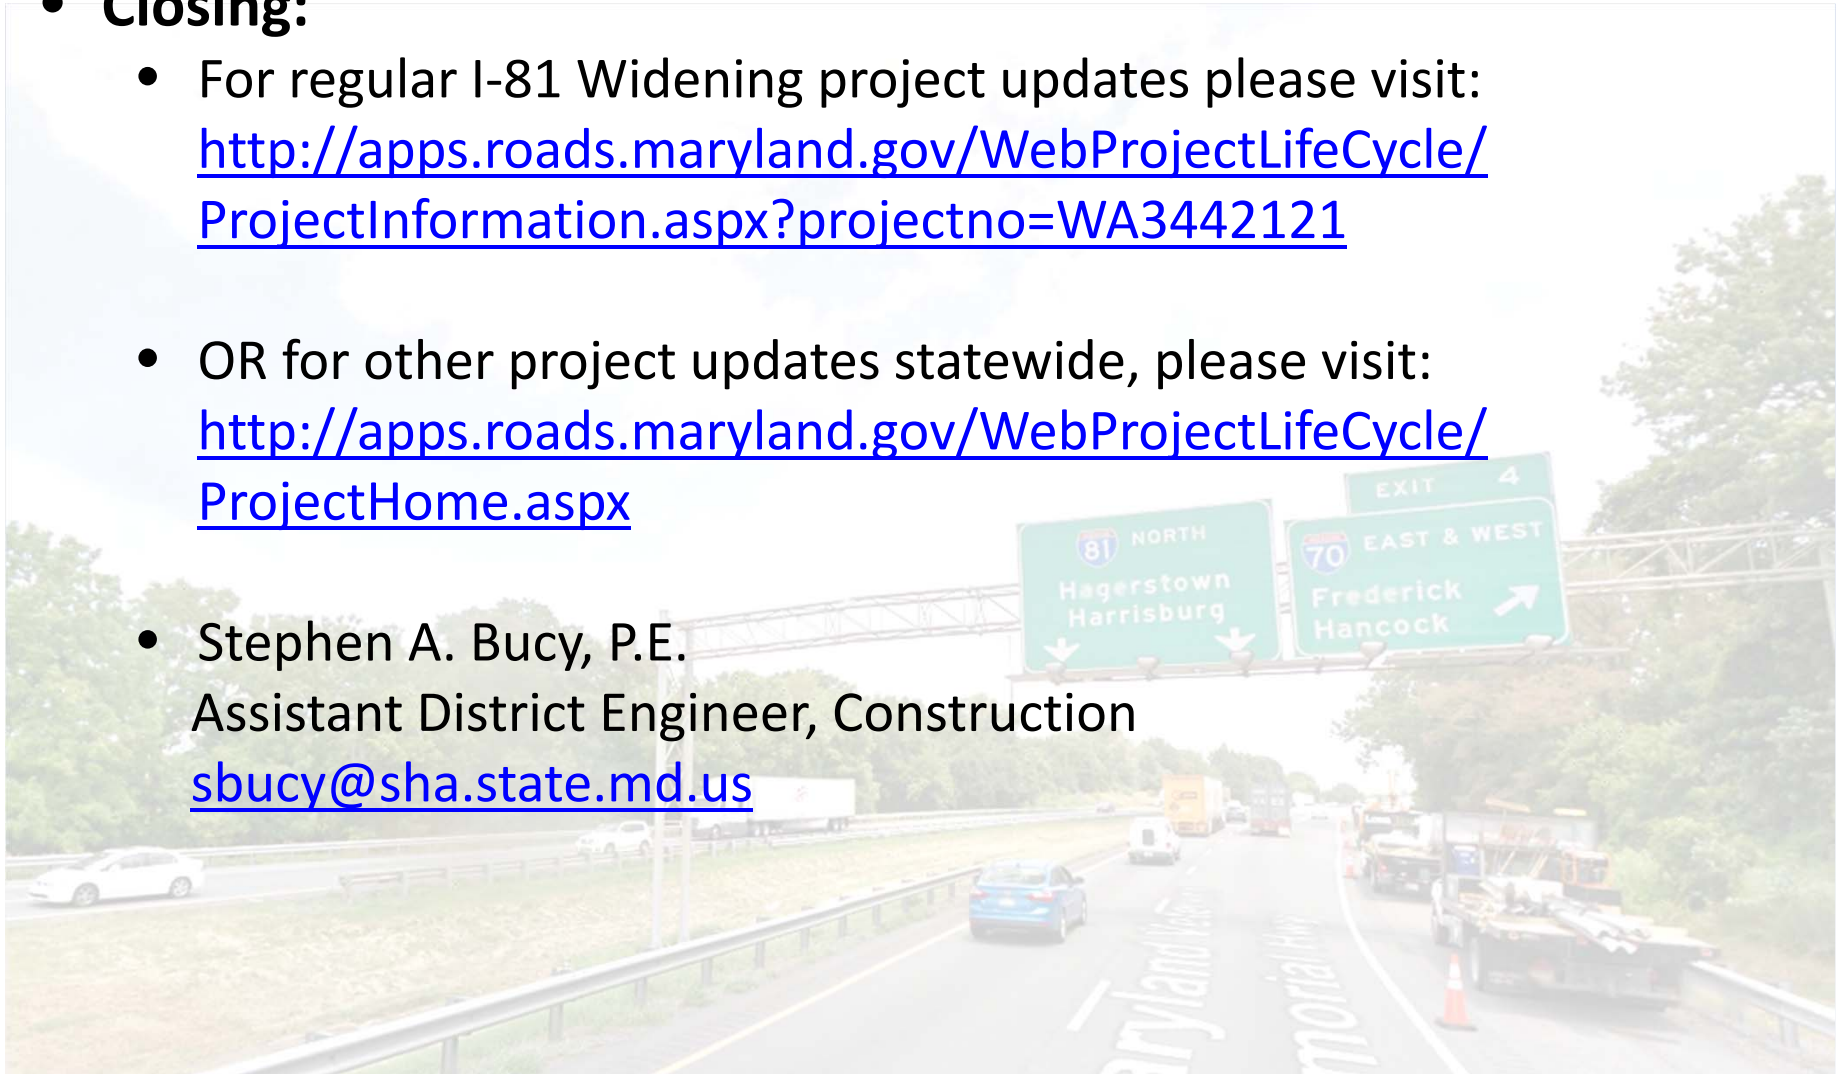 • Closing:
• For regular I-81 Widening project updates please visit:
http://apps.roads.maryland.gov/WebProjectLifeCycle/
ProjectInformation.aspx?projectno=WA3442121
• OR for other project updates statewide, please visit:
http://apps.roads.maryland.gov/WebProjectLifeCycle/
ProjectHome.aspx
EXIT 4
81 NORTH
Hagerstown
Harrisburg
70 EAST & WEST
Frederick
Hancock
• Stephen A. Bucy, P.E.
Assistant District Engineer, Construction
sbucy@sha.state.md.us